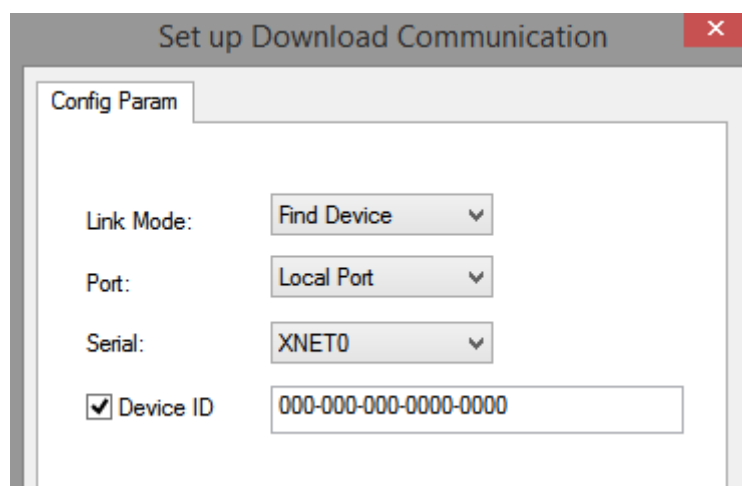 Set up Download Communication
Config Param
Link Mode: Find Device
Port: Local Port
Serial: XNET0
Device ID 000-000-000-0000-0000